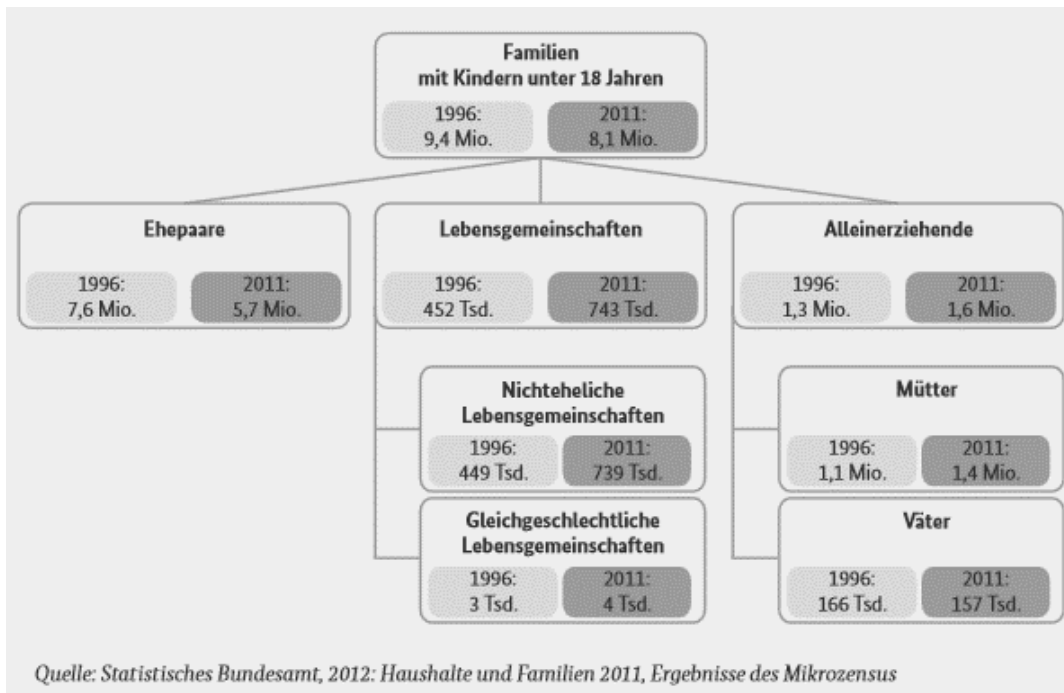 Familien
mit Kindern unter 18 Jahren
1996:
9,4 Mio.
2011:
8,1 Mio.
Ehepaare
1996:
7,6 Mio.
2011:
5,7 Mio.
Lebensgemeinschaften
1996:
452 Tsd.
2011:
743 Tsd.
Alleinerziehende
1996:
1,3 Mio.
2011:
1,6 Mio.
Nichteheliche
Lebensgemeinschaften
1996:
449 Tsd.
2011:
739 Tsd.
Mütter
1996:
1,1 Mio.
2011:
1,4 Mio.
Gleichgeschlechtliche
Lebensgemeinschaften
1996:
3 Tsd.
2011:
4 Tsd.
Väter
1996:
166 Tsd.
2011:
157 Tsd.
Quelle: Statistisches Bundesamt, 2012: Haushalte und Familien 2011, Ergebnisse des Mikrozensus